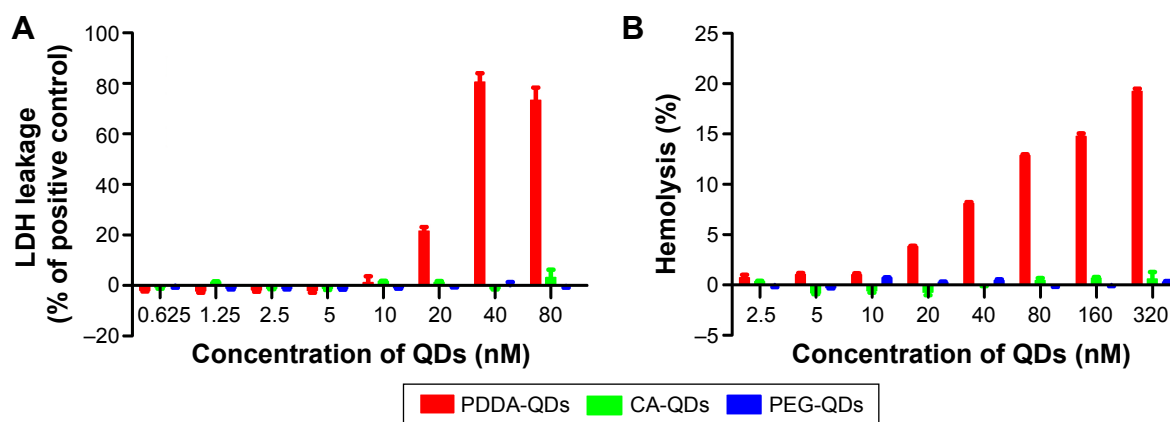 A
LDH leakage
(% of positive control)
100
80
60
40
20
0
–20
0.625 1.25 2.5 5 10 20 40 80
Concentration of QDs (nM)
B
Hemolysis (%)
25
20
15
10
5
0
–5
2.5 5 10 20 40 80 160 320
Concentration of QDs (nM)
PDDA-QDs CA-QDs PEG-QDs